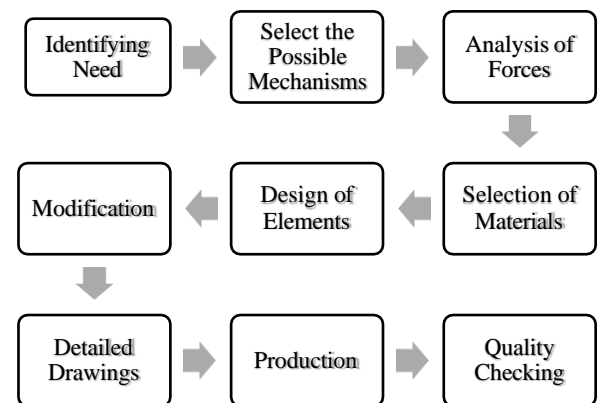 Identifying
Need
Select the
Possible
Mechanisms
Analysis of
Forces
Selection of
Materials
Design of
Elements
Modification
Detailed
Drawings
Production
Quality
Checking